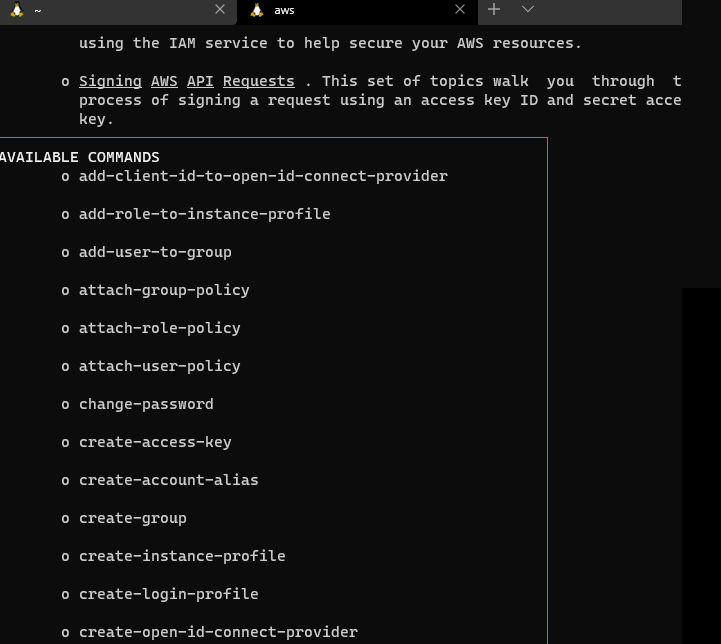 ~
aws
using the IAM service to help secure your AWS resources.
o Signing AWS API Requests . This set of topics walk you through t
process of signing a request using an access key ID and secret acce
key.
AVAILABLE COMMANDS
o add-client-id-to-open-id-connect-provider
o add-role-to-instance-profile
o add-user-to-group
o attach-group-policy
o attach-role-policy
o attach-user-policy
o change-password
o create-access-key
o create-account-alias
o create-group
o create-instance-profile
o create-login-profile
o create-open-id-connect-provider